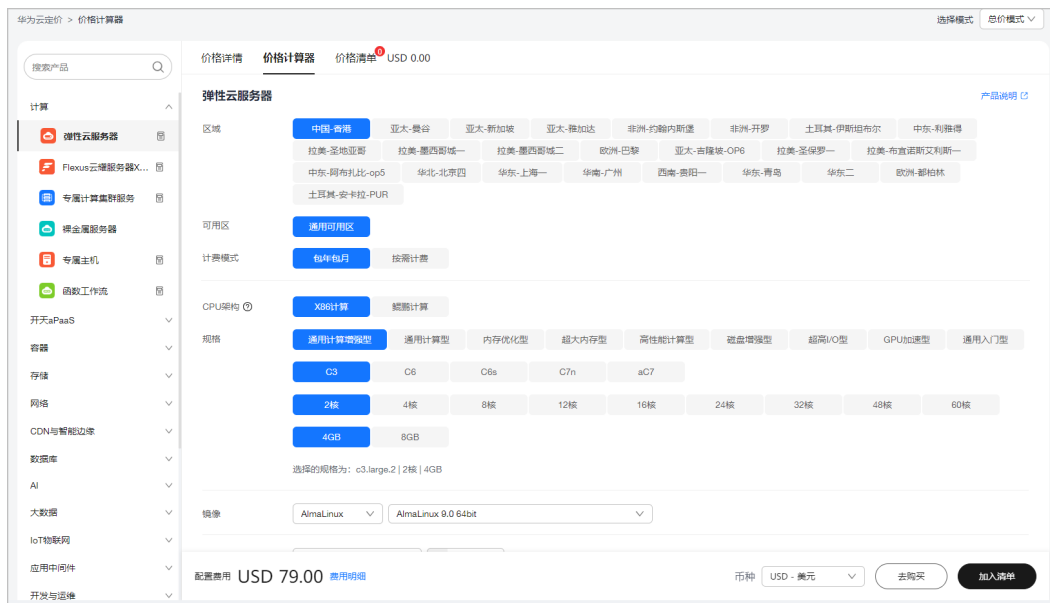 华为云定价 > 价格计算器
选择模式 总价模式
搜索产品
价格详情 价格计算器 价格清单 0 USD 0.00
计算
弹性云服务器
Flexus云耀服务器X...
专属计算集群服务
裸金属服务器
专属主机
函数工作流
开天aPaaS
容器
存储
网络
CDN与智能边缘
数据库
AI
大数据
IoT物联网
应用中间件
开发与运维
弹性云服务器 产品说明
区域 中国-香港 亚太-曼谷 亚太-新加坡 亚太-雅加达 非洲-约翰内斯堡 非洲-开罗 土耳其-伊斯坦布尔 中东-利雅得
拉美-圣地亚哥 拉美-墨西哥城一 拉美-墨西哥城二 欧洲-巴黎 亚太-吉隆坡-OP6 拉美-圣保罗一 拉美-布宜诺斯艾利斯一
中东-阿布扎比-op5 华北-北京四 华东-上海一 华南-广州 西南-贵阳一 华东-青岛 华东二 欧洲-都柏林
土耳其-安卡拉-PUR
可用区 通用可用区
计费模式 包年包月 按需计费
CPU架构 X86计算 鲲鹏计算
规格 通用计算增强型 通用计算型 内存优化型 超大内存型 高性能计算型 磁盘增强型 超高I/O型 GPU加速型 通用入门型
C3 C6 C6s C7n aC7
2核 4核 8核 12核 16核 24核 32核 48核 60核
4GB 8GB
选择的规格为：c3.large.2 | 2核 | 4GB
镜像 AlmaLinux AlmaLinux 9.0 64bit
配置费用 USD 79.00 费用明细 币种 USD - 美元 去购买 加入清单